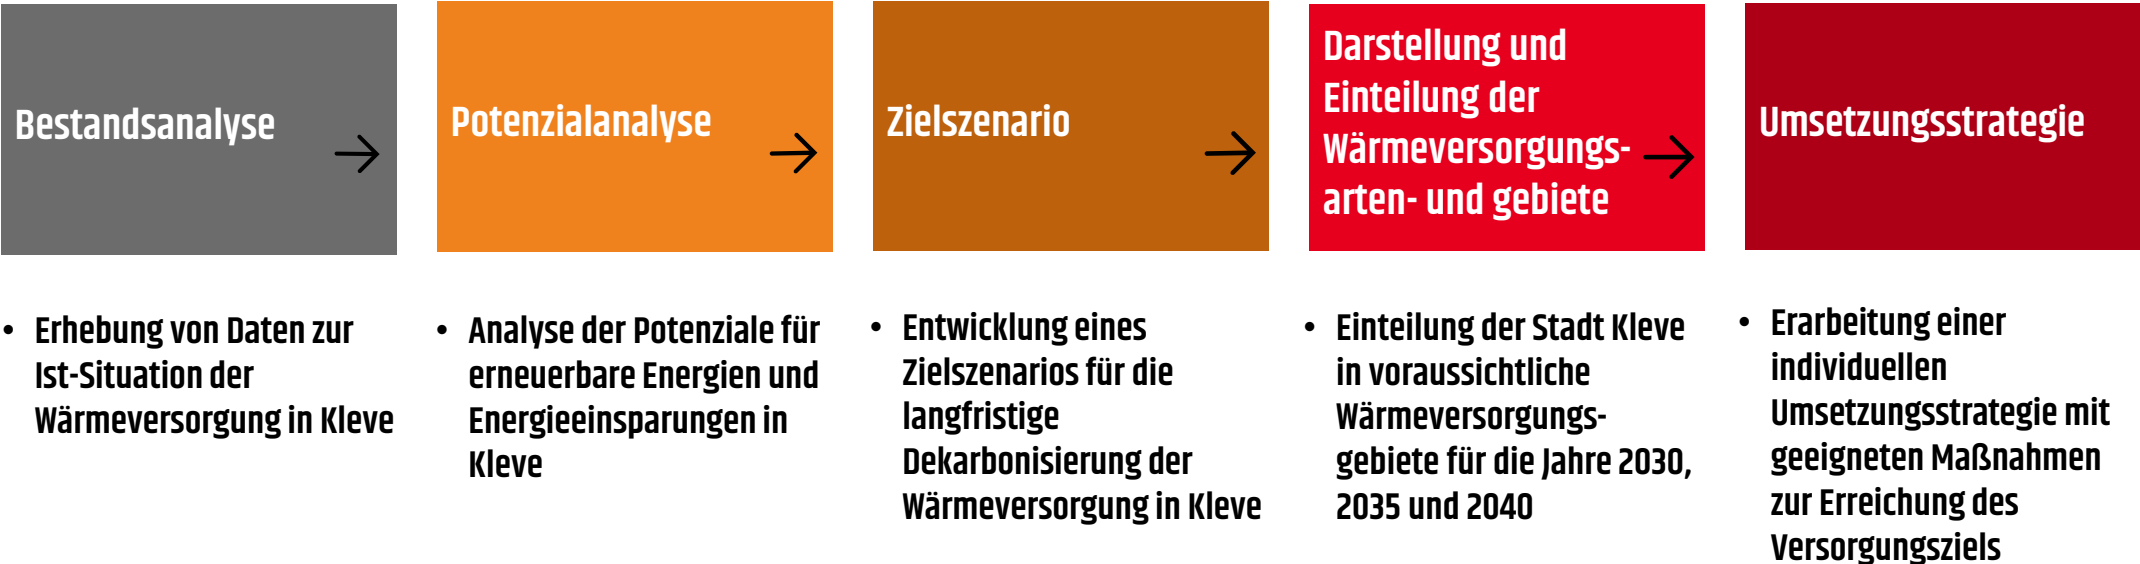 Bestandsanalyse
Potenzialanalyse
Zielszenario
Darstellung und
Einteilung der
Wärmeversorgungs-
arten- und gebiete
Umsetzungsstrategie
• Erhebung von Daten zur
Ist-Situation der
Wärmeversorgung in Kleve
• Analyse der Potenziale für
erneuerbare Energien und
Energieeinsparungen in
Kleve
• Entwicklung eines
Zielszenarios für die
langfristige
Dekarbonisierung der
Wärmeversorgung in Kleve
• Einteilung der Stadt Kleve
in voraussichtliche
Wärmeversorgungs-
gebiete für die Jahre 2030,
2035 und 2040
• Erarbeitung einer
individuellen
Umsetzungsstrategie mit
geeigneten Maßnahmen
zur Erreichung des
Versorgungsziels